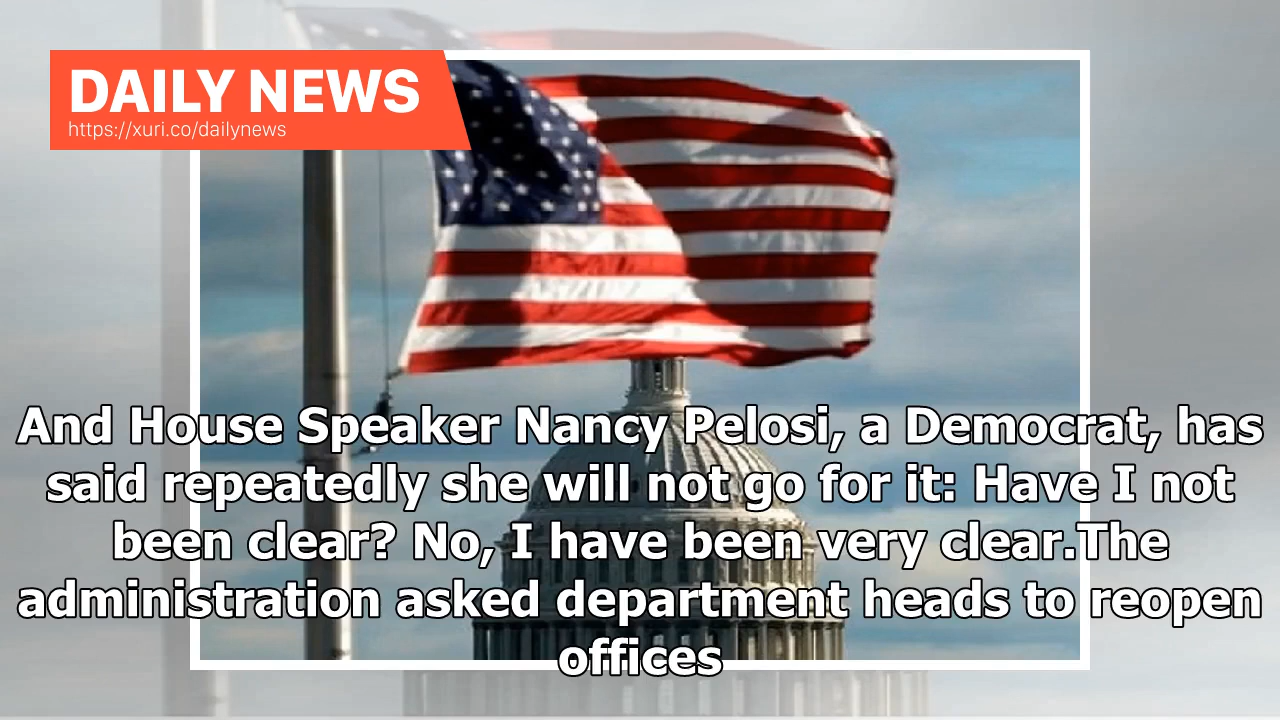 DAILY NEWS
https://xuri.co/dailynews
And House Speaker Nancy Pelosi, a Democrat, has
said repeatedly she will not go for it: Have I not
been clear? No, I have been very clear.The
administration asked department heads to reopen
offices